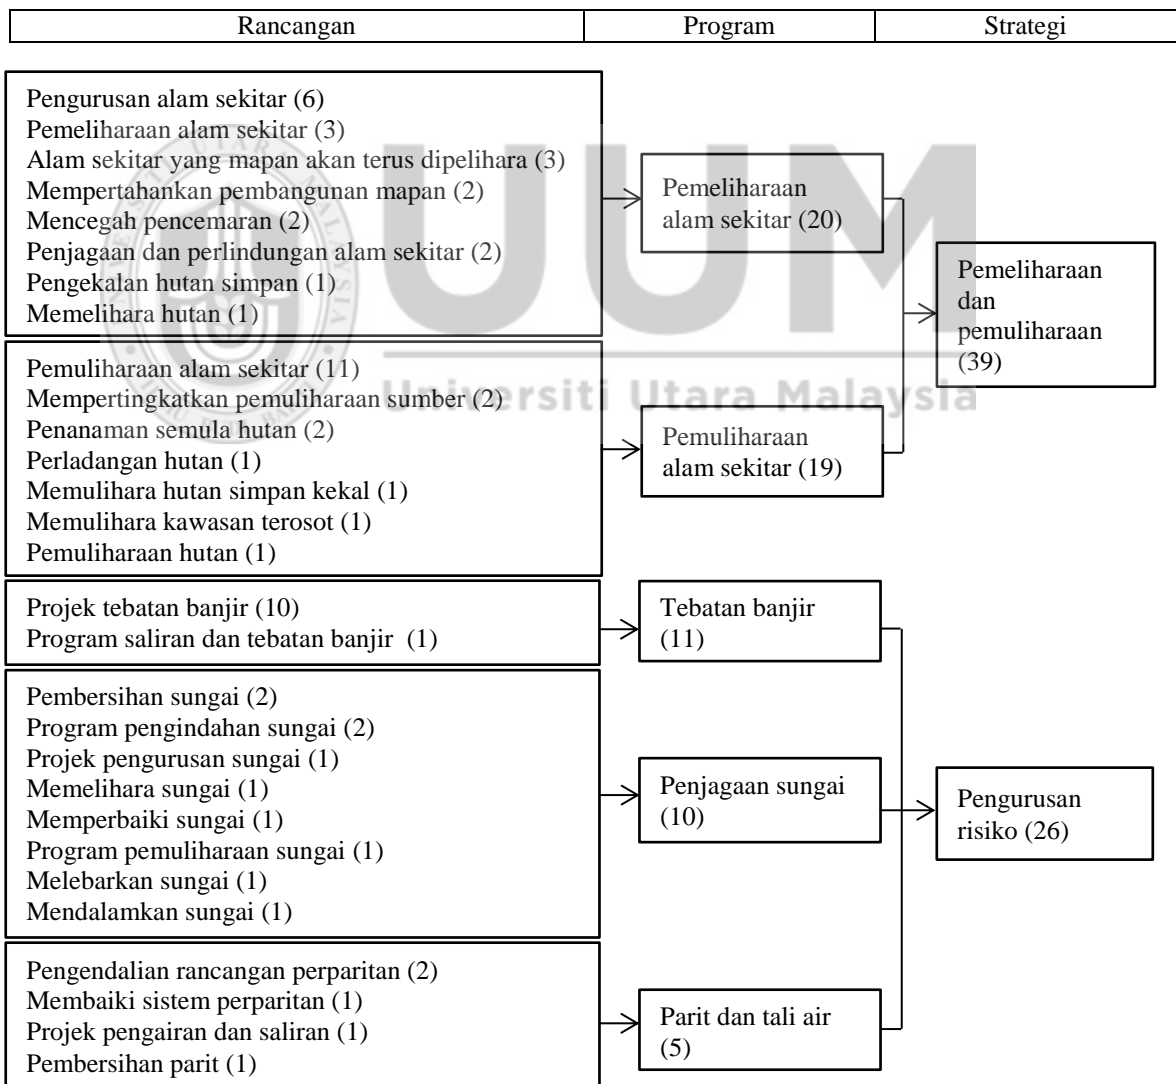 Rancangan
Program
Strategi
Pengurusan alam sekitar (6)
Pemeliharaan alam sekitar (3)
Alam sekitar yang mapan akan terus dipelihara (3)
Mempertahankan pembangunan mapan (2)
Mencegah pencemaran (2)
Penjagaan dan perlindungan alam sekitar (2)
Pengekalan hutan simpan (1)
Memelihara hutan (1)
Pemeliharaan
alam sekitar (20)
Pemuliharaan alam sekitar (11)
Mempertingkatkan pemuliharaan sumber (2)
Penanaman semula hutan (2)
Perladangan hutan (1)
Memulihara hutan simpan kekal (1)
Memulihara kawasan terosot (1)
Pemuliharaan hutan (1)
Pemuliharaan
alam sekitar (19)
Pemeliharaan
dan
pemuliharaan
(39)
Projek tebatan banjir (10)
Program saliran dan tebatan banjir (1)
Tebatan banjir
(11)
Pembersihan sungai (2)
Program pengindahan sungai (2)
Projek pengurusan sungai (1)
Memelihara sungai (1)
Memperbaiki sungai (1)
Program pemuliharaan sungai (1)
Melebarkan sungai (1)
Mendalamkan sungai (1)
Penjagaan sungai
(10)
Pengendalian rancangan perparitan (2)
Membaiki sistem perparitan (1)
Projek pengairan dan saliran (1)
Pembersihan parit (1)
Parit dan tali air
(5)
Pengurusan
risiko (26)
UUM
Universiti Utara Malaysia